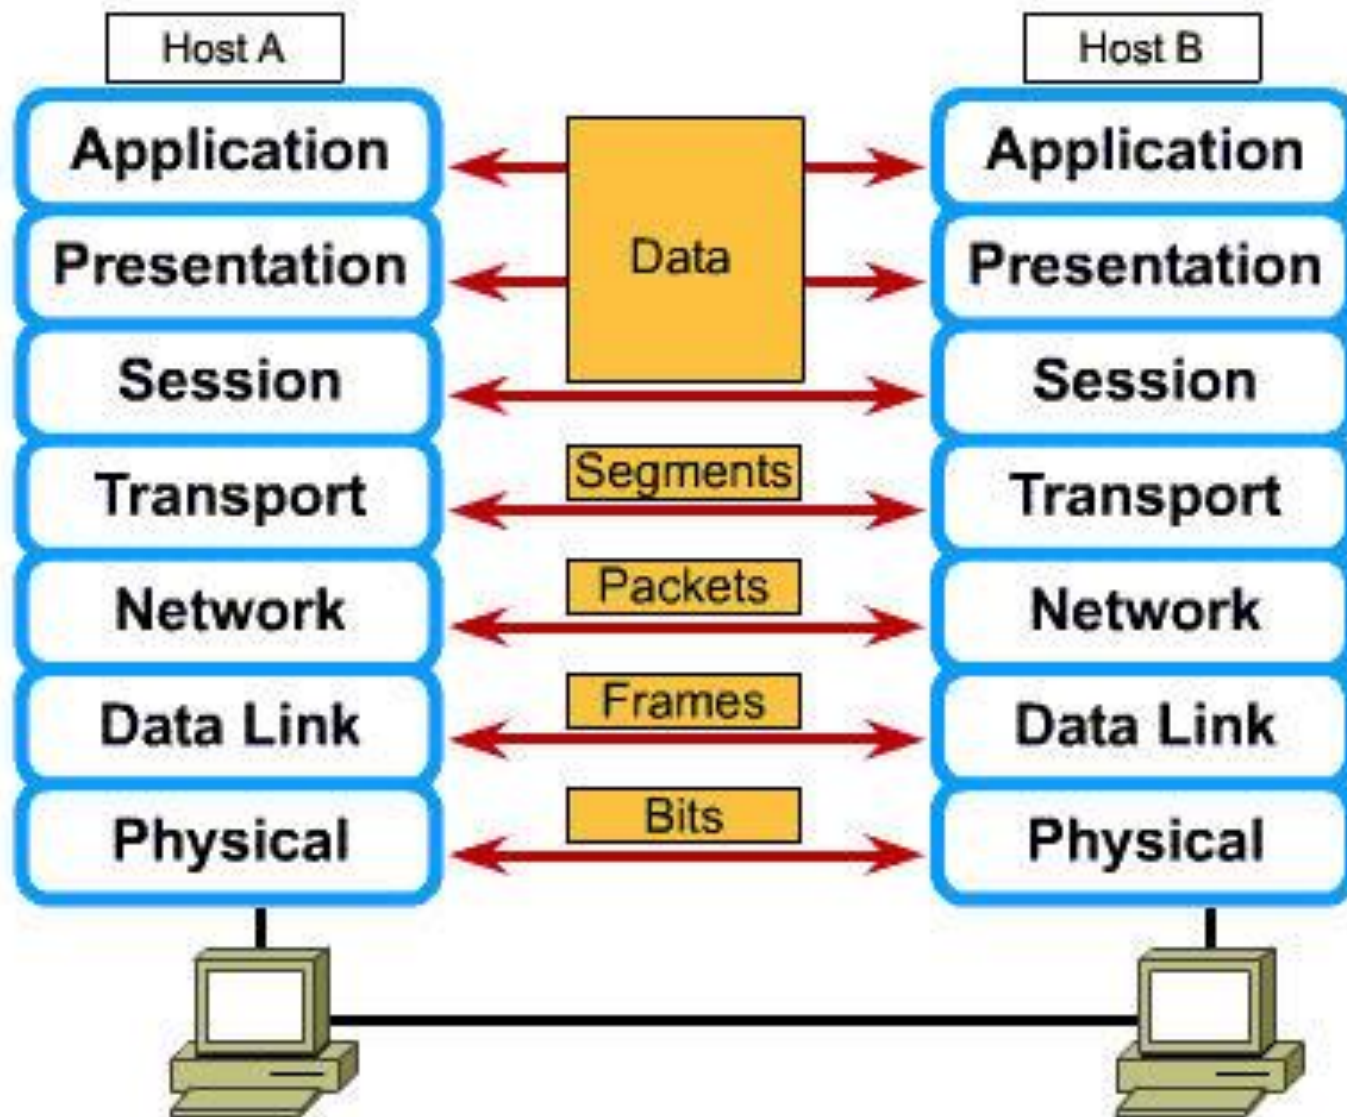 Host A
Host B
Application
Data
Application
Presentation
Presentation
Session
Session
Segments
Transport
Transport
Packets
Network
Network
Frames
Data Link
Data Link
Bits
Physical
Physical